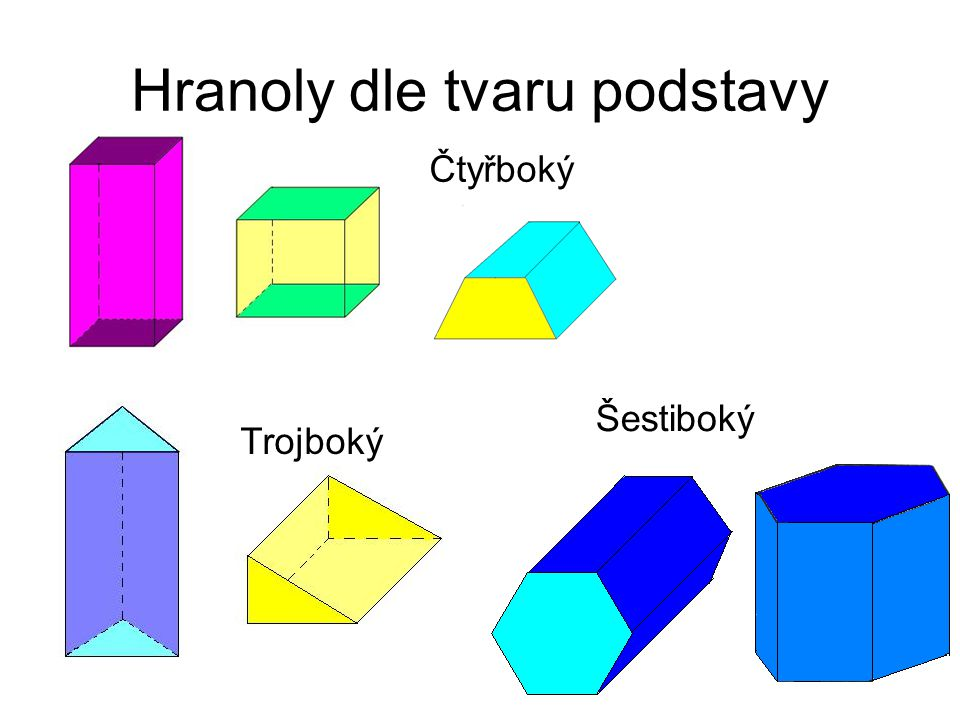 Hranoly dle tvaru podstavy
Čtyřboký
Trojboký
Šestiboký